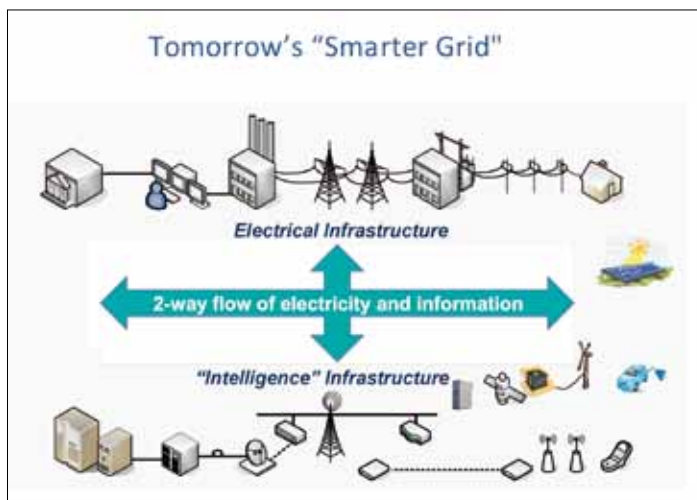 Tomorrow's “Smarter Grid"
Electrical Infrastructure
2-way flow of electricity and information
“Intelligence” Infrastructure